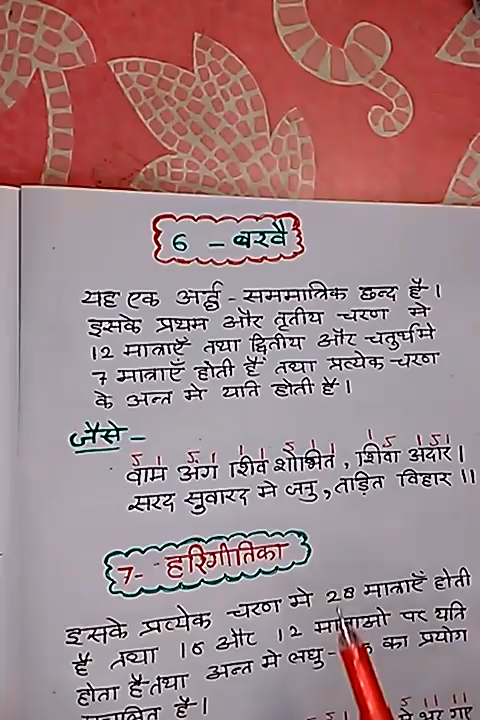 6 - बरवै
यह एक अर्द्ध - सममात्रिक छन्द है।
इसके प्रथम और तृतीय चरण मे
12 मात्राएँ तथा द्वितीय और चतुर्थ मे
7 मात्राएँ होती हैं तथा प्रत्येक चरण
के अन्त मे यति होती है।
जैसे -
वाम अंग शिव शोभित, शिवा उदार।
सरद सुवारद मे जनु, तड़ित विहार ॥
7- हरिगीतिका
इसके प्रत्येक चरण मे 28 मात्राएँ होती
है तथा 16 और 12 मात्राओ पर यति
होता है तथा अन्त मे लघु- का प्रयोग
है।